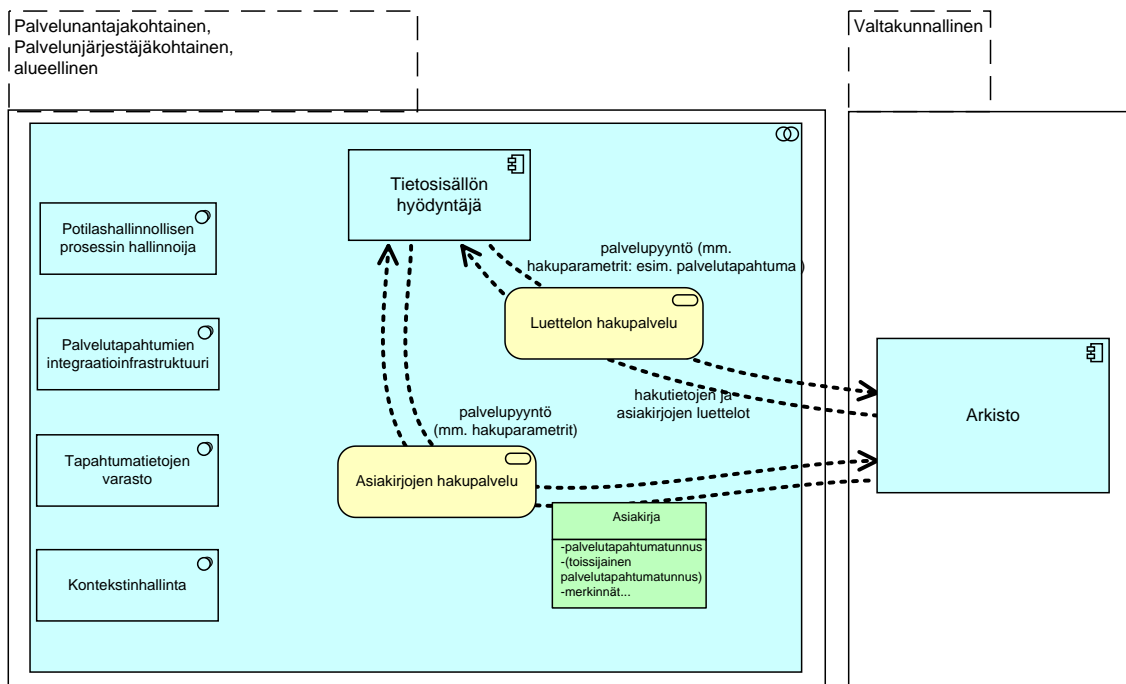 Palvelunantajakohtainen,
Palvelunjärjestäjäkohtainen,
alueellinen
Valtakunnallinen
Tietosisällön
hyödyntäjä
Potilashallinnollisen
prosessin hallinnoija
palvelupyyntö (mm.
hakuparametrit: esim. palvelutapahtuma )
Luettelon hakupalvelu
Palvelutapahtumien
integraatioinfrastruktuuri
hakutietojen ja
asiakirjojen luettelot
Arkisto
palvelupyyntö
(mm. hakuparametrit)
Tapahtumatietojen
varasto
Asiakirjojen hakupalvelu
Asiakirja
-palvelutapahtumatunnus
-(toissijainen
palvelutapahtumatunnus)
-merkinnät...
Kontekstinhallinta